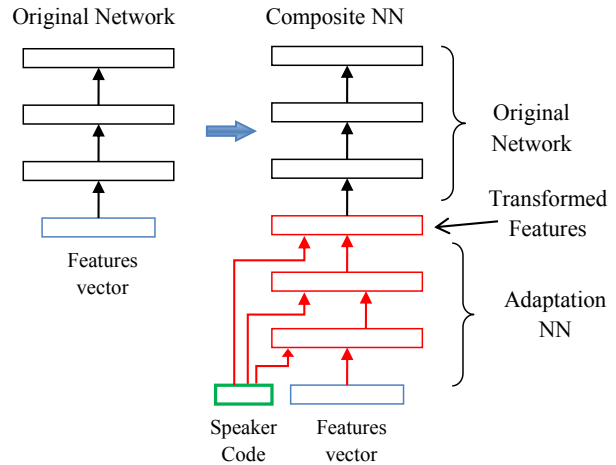 Original Network
Features
vector
Composite NN
Original
Network
Transformed
Features
Adaptation
NN
Speaker
Code
Features
vector